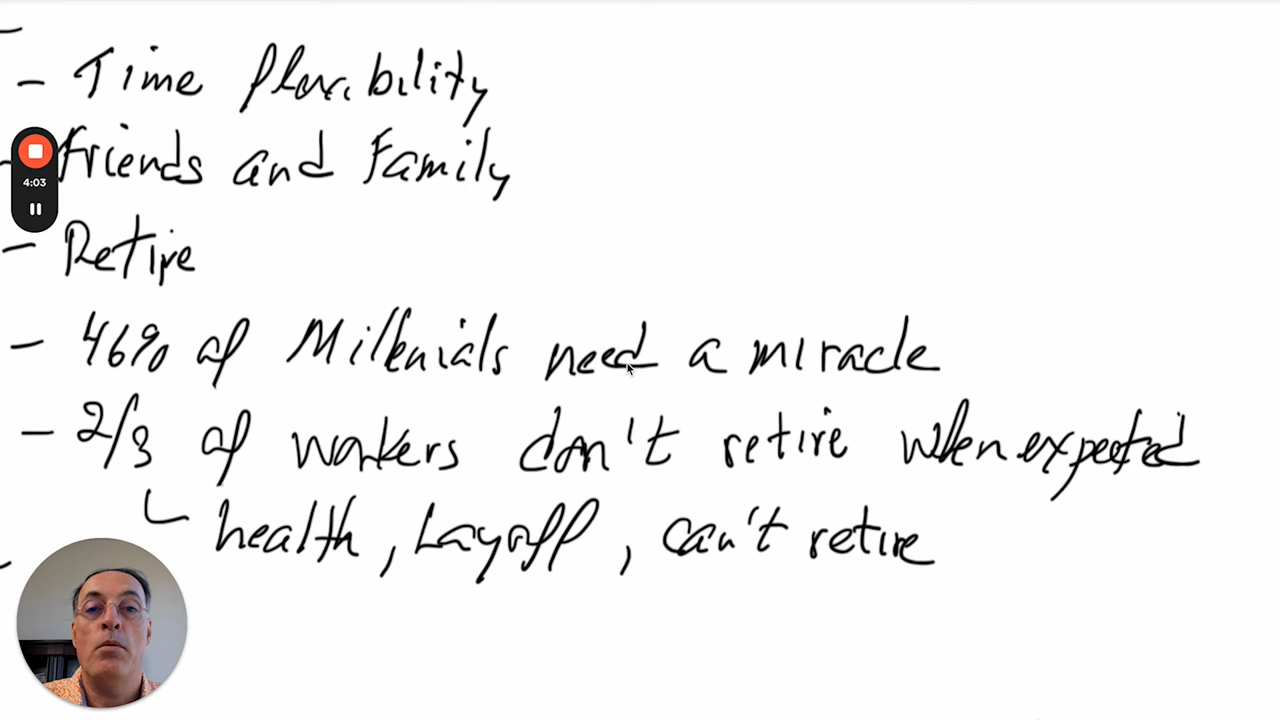 - Time flexibility
4:03
- Friends and Family
- Retire
- 46% of Millenials need a miracle
- 2/3 of workers don't retire when expected
health, Layoff, can't retire